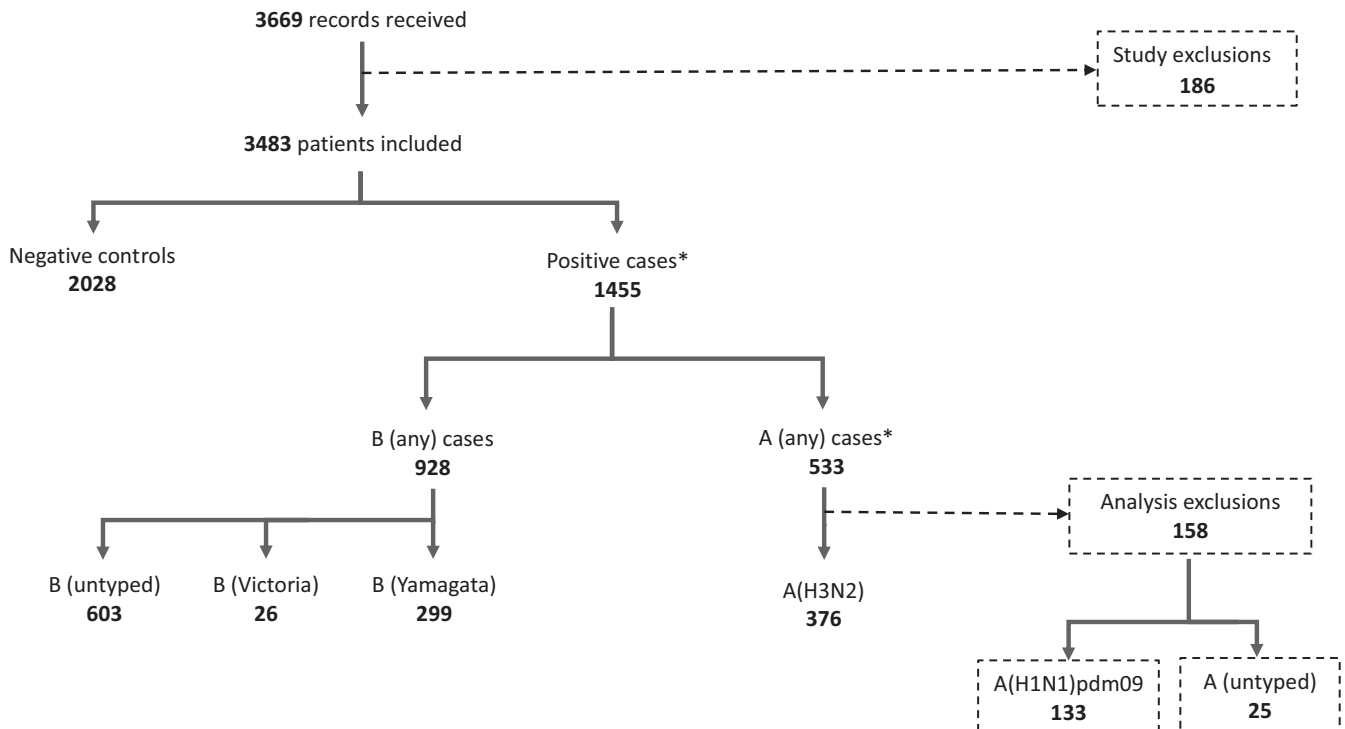 3669 records received
Study exclusions
186
3483 patients included
Negative controls
2028
Positive cases*
1455
B (any) cases
928
A (any) cases*
533
Analysis exclusions
158
B (untyped)
603
B (Victoria)
26
B (Yamagata)
299
A(H3N2)
376
A(H1N1)pdm09
133
A (untyped)
25